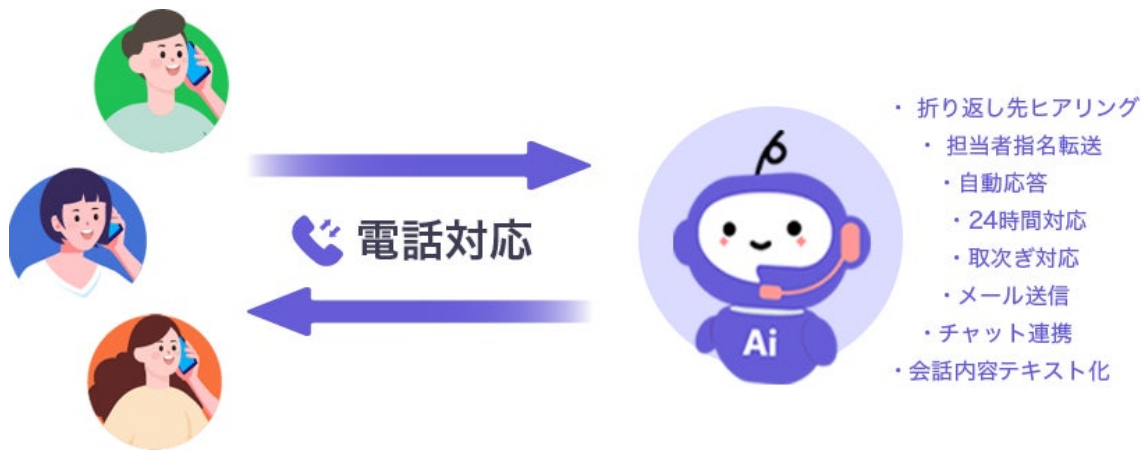 電話対応
Ai
・ 折り返し先ヒアリング
・ 担当者指名転送
・自動応答
・24時間対応
・取次ぎ対応
・メール送信
・チャット連携
・会話内容テキスト化